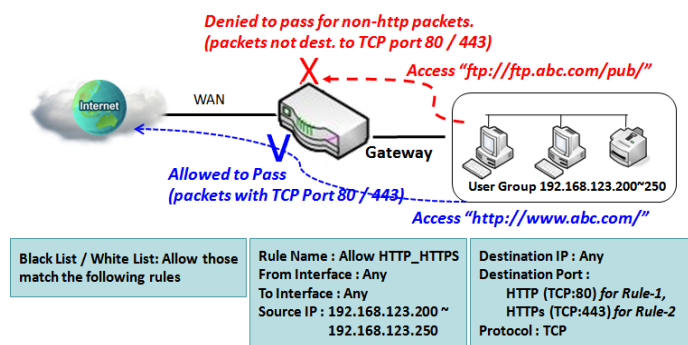 Denied to pass for non-http packets.
(packets not dest. to TCP port 80 / 443)
X
Access “ftp://ftp.abc.com/pub/”
Internet
WAN
Gateway
V
Allowed to Pass
(packets with TCP Port 80 / 443)
User Group 192.168.123.200~250
Access “http://www.abc.com/”
Black List / White List: Allow those
match the following rules
Rule Name : Allow HTTP_HTTPS
From Interface : Any
To Interface : Any
Source IP : 192.168.123.200 ~
192.168.123.250
Destination IP : Any
Destination Port :
HTTP (TCP:80) for Rule-1,
HTTPs (TCP:443) for Rule-2
Protocol : TCP